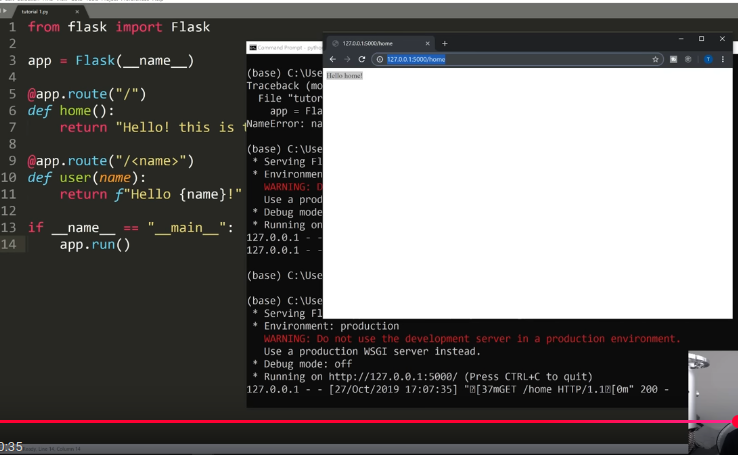 tutorial 1.py
1 from flask import Flask
2
3 app = Flask(__name__)
4
5 @app.route("/")
6 def home():
7 return "Hello! this is
8
9 @app.route("/<name>")
10 def user(name):
11 return f"Hello {name}!"
12
13 if __name__ == "__main__":
14 app.run()
Command Prompt - pyth
(base) C:\Use
Traceback (mo
File "tutor
app = Fla
NameError: na
(base) C:\Use
* Serving Fl
* Environmen
WARNING: D
Use a prod
* Debug mode
* Running on
127.0.0.1 - -
127.0.0.1 - -
(base) C:\Use
(base) C:\Use
* Serving Fl
* Environment: production
WARNING: Do not use the development server in a production environment.
Use a production WSGI server instead.
* Debug mode: off
* Running on http://127.0.0.1:5000/ (Press CTRL+C to quit)
127.0.0.1 - - [27/Oct/2019 17:07:35] "[37mGET /home HTTP/1.1[0m" 200 -
127.0.0.1:5000/home
127.0.0.1:5000/home
Hello home!
0:35
Line 14, Column 14